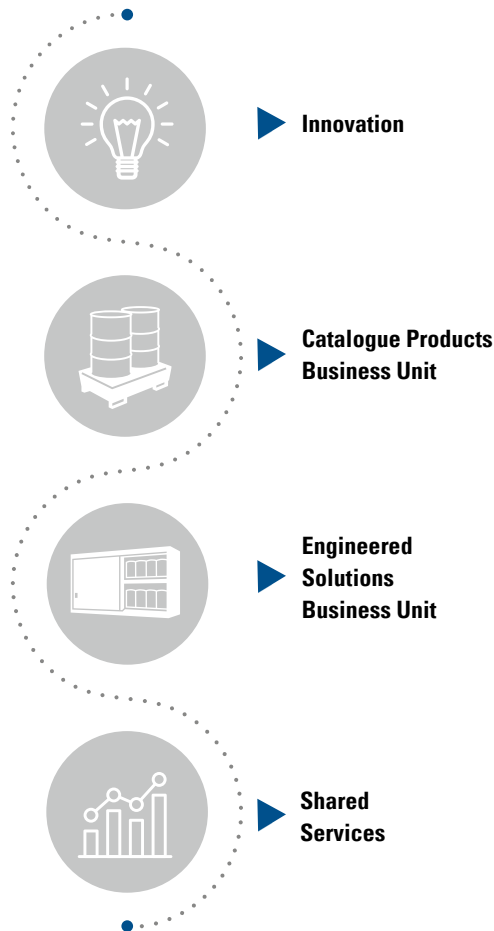 Innovation
Catalogue Products
Business Unit
Engineered
Solutions
Business Unit
Shared
Services